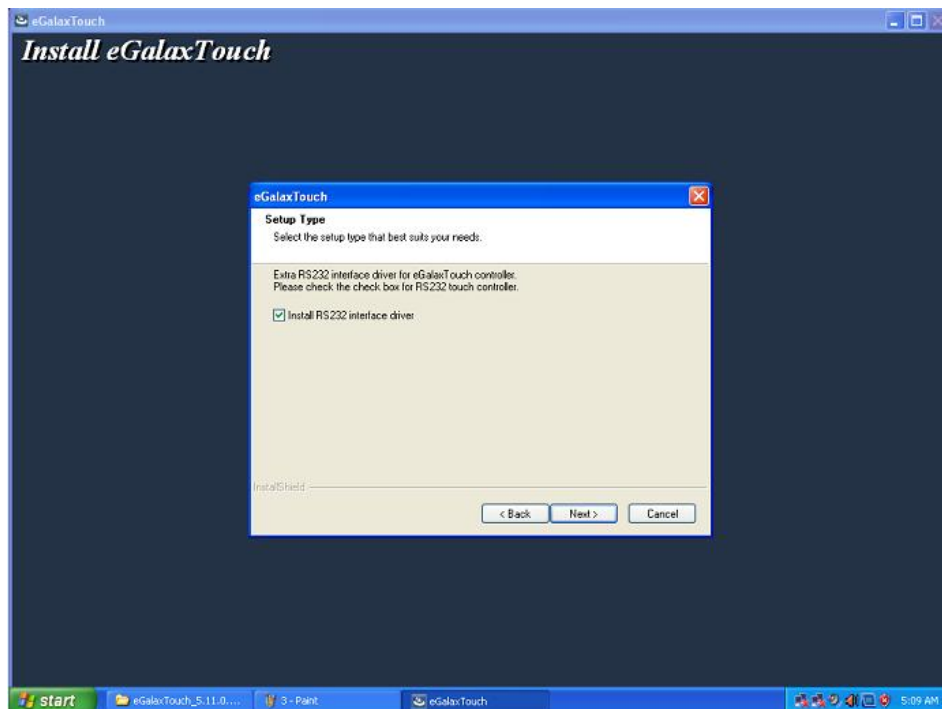 eGalaxTouch
Install eGalaxTouch
eGalaxTouch
Setup Type
Select the setup type that best suits your needs.
Extra RS232 interface driver for eGalaxTouch controller.
Please check the check box for RS232 touch controller.
Install RS232 interface driver
InstallShield
< Back Next > Cancel
start eGalaxTouch_5.11.0.... 3 - Paint eGalaxTouch 5:09 AM